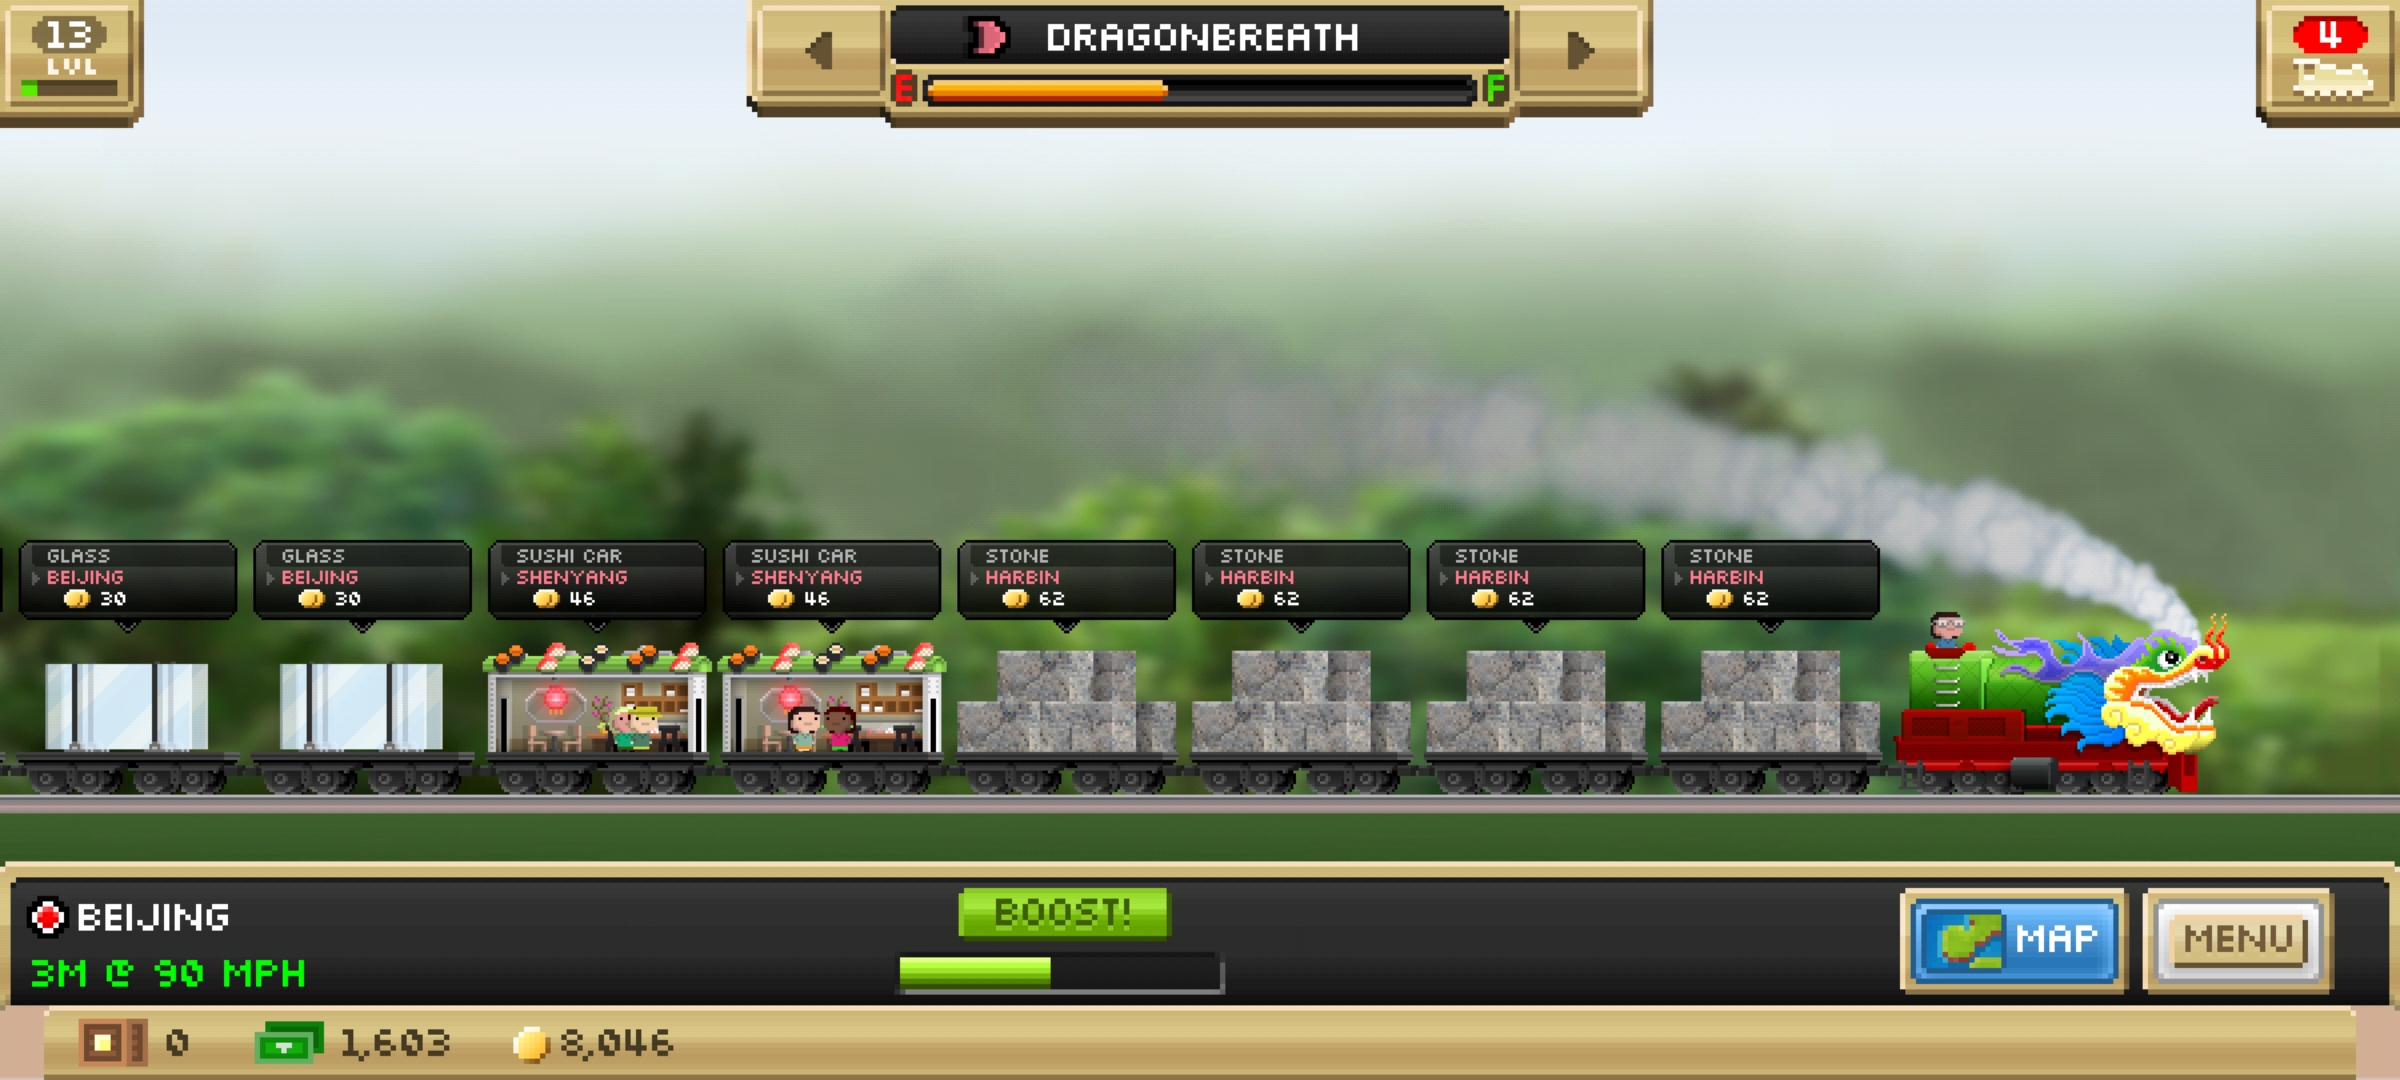 13
LVL
DRAGONBREATH
E
F
4
GLASS
BEIJING
30
GLASS
BEIJING
30
SUSHI CAR
SHENYANG
46
SUSHI CAR
SHENYANG
46
STONE
HARBIN
62
STONE
HARBIN
62
STONE
HARBIN
62
STONE
HARBIN
62
BEIJING
3M @ 90 MPH
BOOST!
MAP
MENU
0
1,603
8,046